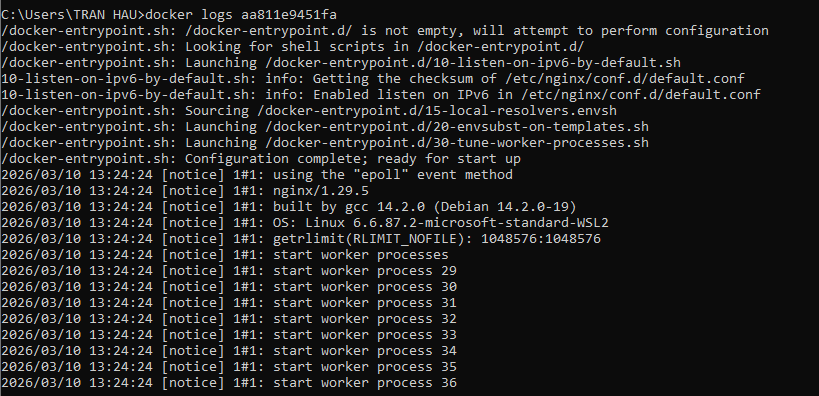 C:\Users\TRAN HAU>docker logs aa811e9451fa
/docker-entrypoint.sh: /docker-entrypoint.d/ is not empty, will attempt to perform configuration
/docker-entrypoint.sh: Looking for shell scripts in /docker-entrypoint.d/
/docker-entrypoint.sh: Launching /docker-entrypoint.d/10-listen-on-ipv6-by-default.sh
10-listen-on-ipv6-by-default.sh: info: Getting the checksum of /etc/nginx/conf.d/default.conf
10-listen-on-ipv6-by-default.sh: info: Enabled listen on IPv6 in /etc/nginx/conf.d/default.conf
/docker-entrypoint.sh: Sourcing /docker-entrypoint.d/15-local-resolvers.envsh
/docker-entrypoint.sh: Launching /docker-entrypoint.d/20-envsubst-on-templates.sh
/docker-entrypoint.sh: Launching /docker-entrypoint.d/30-tune-worker-processes.sh
/docker-entrypoint.sh: Configuration complete; ready for start up
2026/03/10 13:24:24 [notice] 1#1: using the "epoll" event method
2026/03/10 13:24:24 [notice] 1#1: nginx/1.29.5
2026/03/10 13:24:24 [notice] 1#1: built by gcc 14.2.0 (Debian 14.2.0-19)
2026/03/10 13:24:24 [notice] 1#1: OS: Linux 6.6.87.2-microsoft-standard-WSL2
2026/03/10 13:24:24 [notice] 1#1: getrlimit(RLIMIT_NOFILE): 1048576:1048576
2026/03/10 13:24:24 [notice] 1#1: start worker processes
2026/03/10 13:24:24 [notice] 1#1: start worker process 29
2026/03/10 13:24:24 [notice] 1#1: start worker process 30
2026/03/10 13:24:24 [notice] 1#1: start worker process 31
2026/03/10 13:24:24 [notice] 1#1: start worker process 32
2026/03/10 13:24:24 [notice] 1#1: start worker process 33
2026/03/10 13:24:24 [notice] 1#1: start worker process 34
2026/03/10 13:24:24 [notice] 1#1: start worker process 35
2026/03/10 13:24:24 [notice] 1#1: start worker process 36